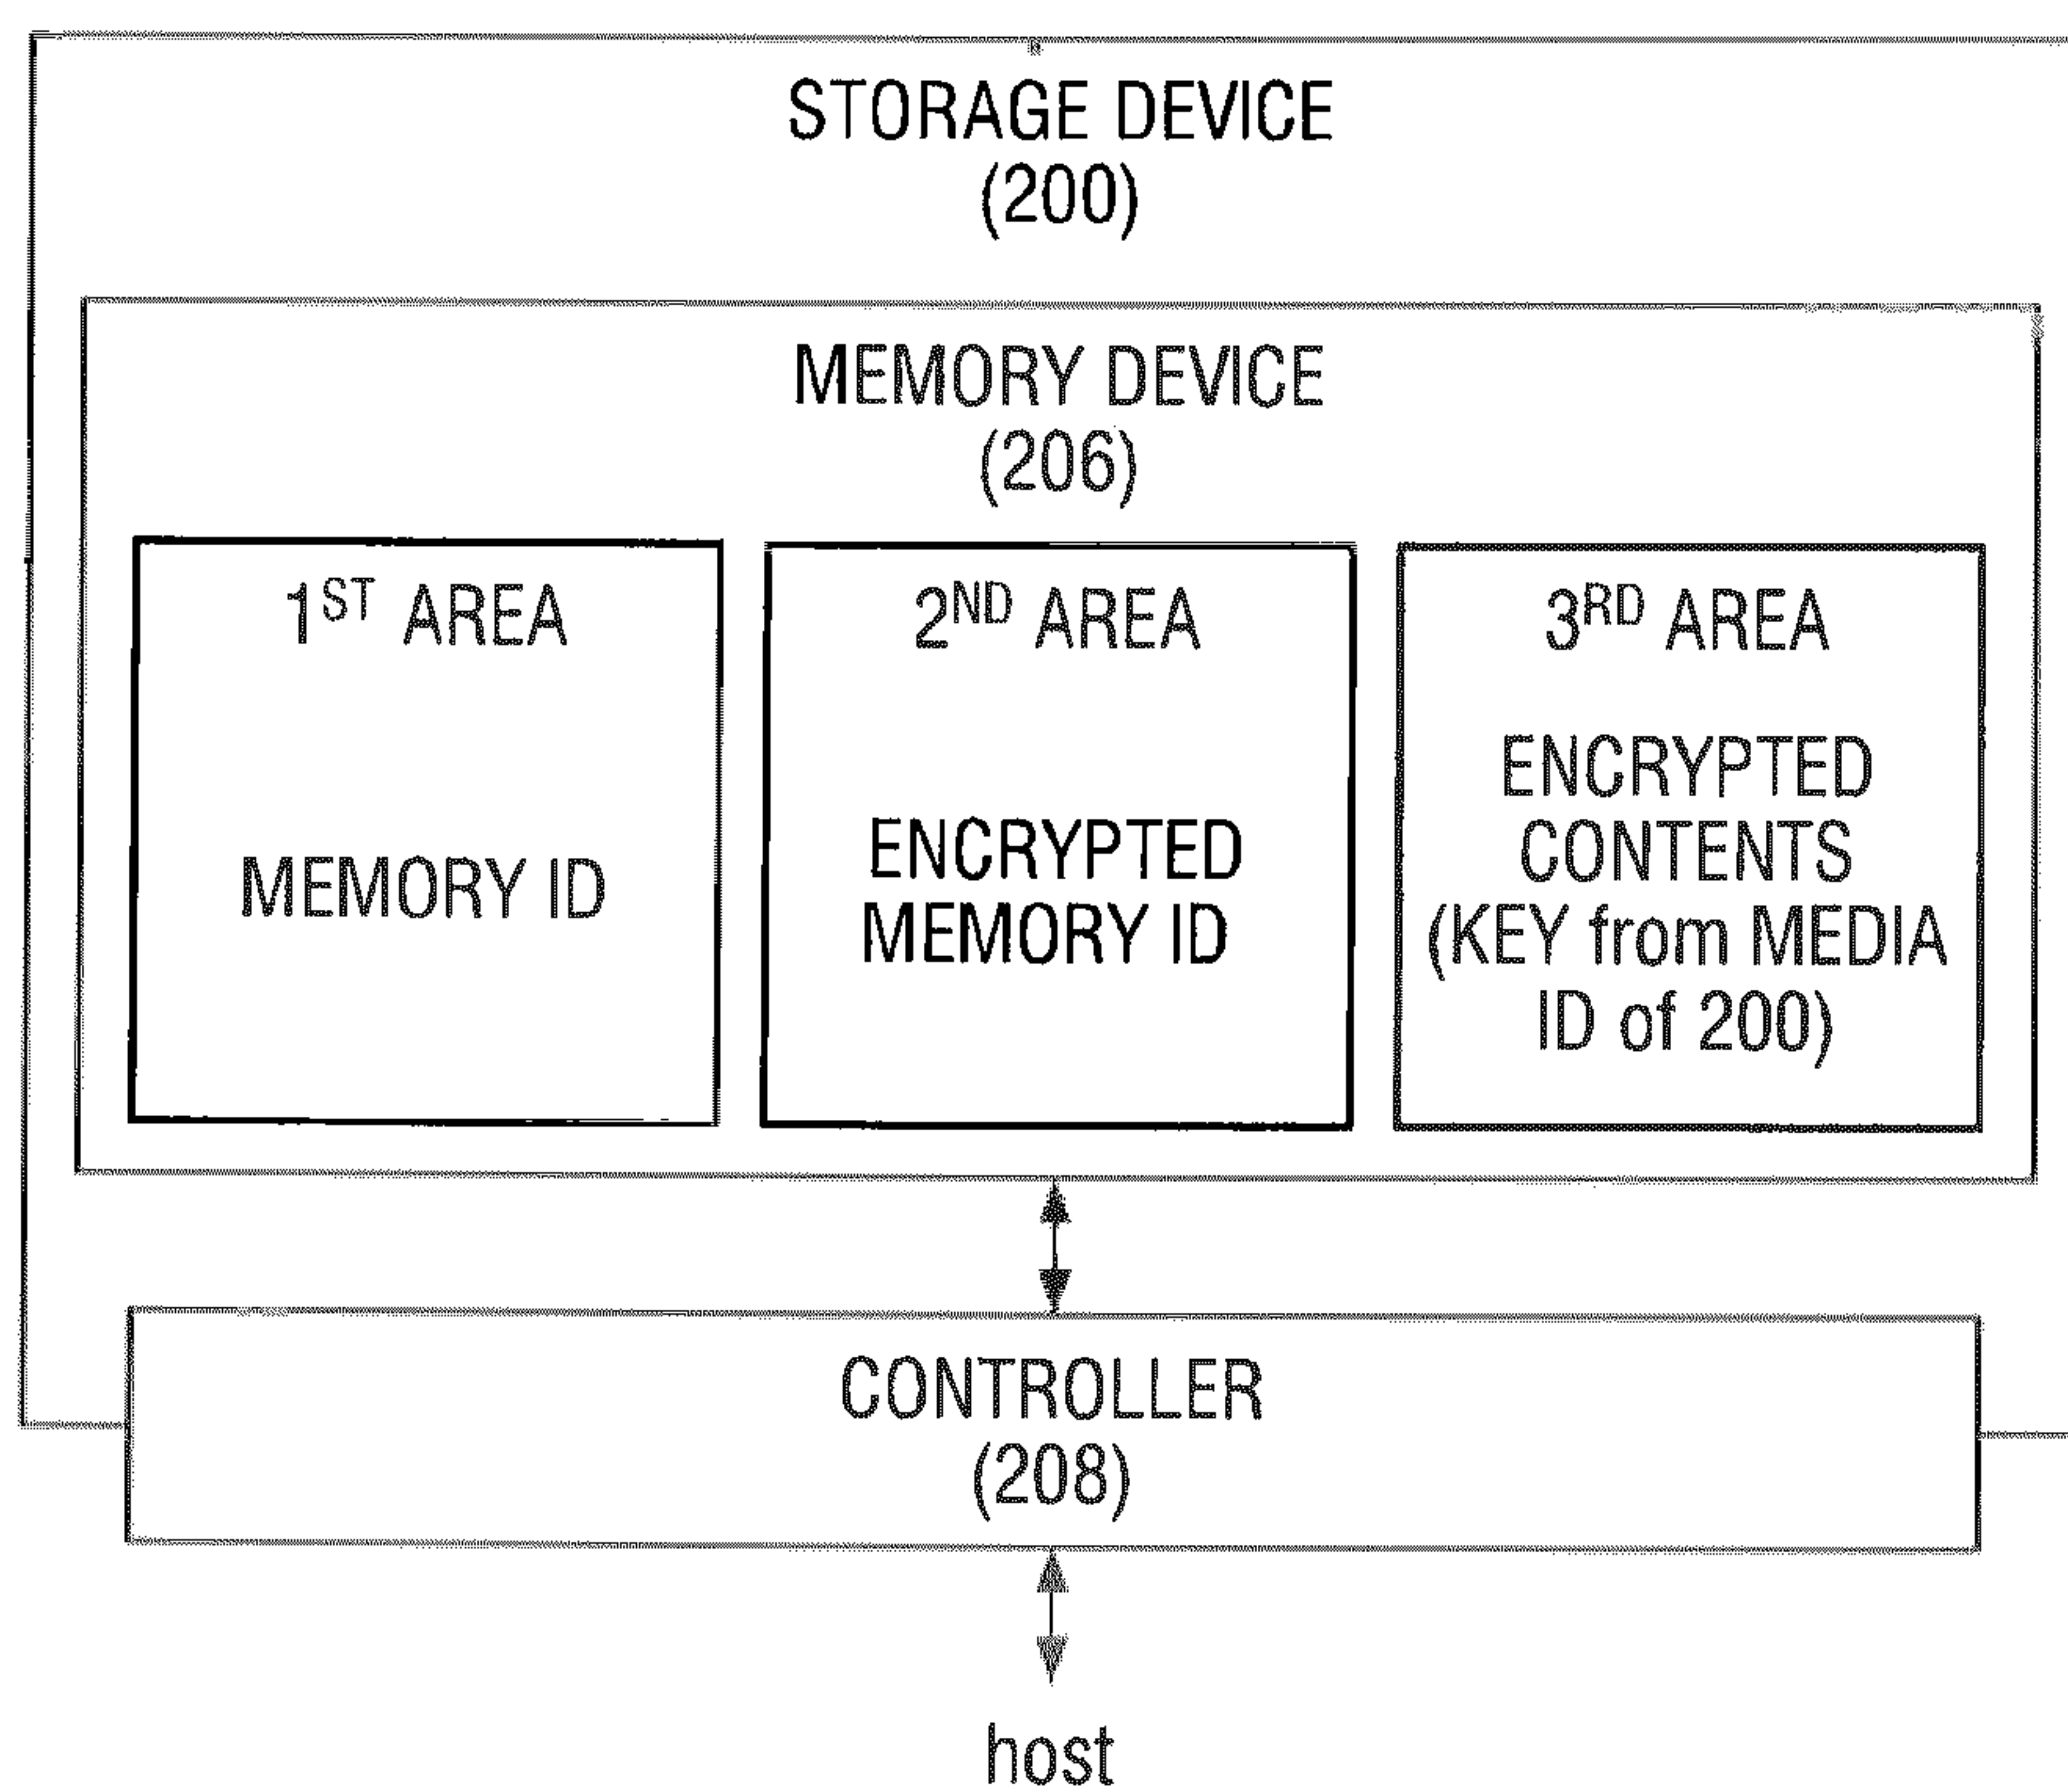 STORAGE DEVICE
(200)
MEMORY DEVICE
(206)
1ST AREA
MEMORY ID
2ND AREA
ENCRYPTED
MEMORY ID
3RD AREA
ENCRYPTED
CONTENTS
(KEY from MEDIA
ID of 200)
CONTROLLER
(208)
host